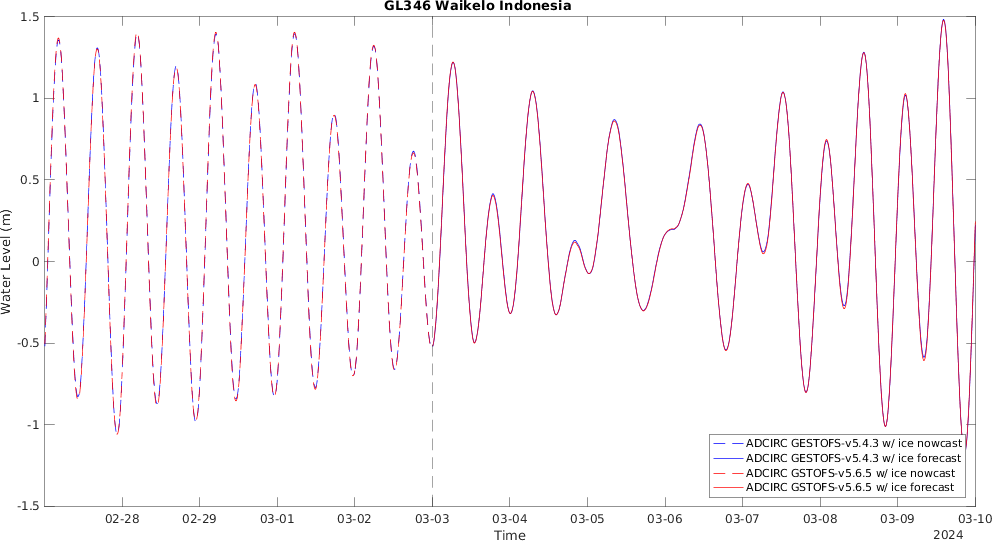 GL346 Waikelo Indonesia
1.5
1
0.5
0
-0.5
-1
-1.5
Water Level (m)
ADCIRC GESTOFS-v5.4.3 w/ ice nowcast
ADCIRC GESTOFS-v5.4.3 w/ ice forecast
ADCIRC GSTOFS-v5.6.5 w/ ice nowcast
ADCIRC GSTOFS-v5.6.5 w/ ice forecast
02-28 02-29 03-01 03-02 03-03 03-04 03-05 03-06 03-07 03-08 03-09 03-10
Time
2024